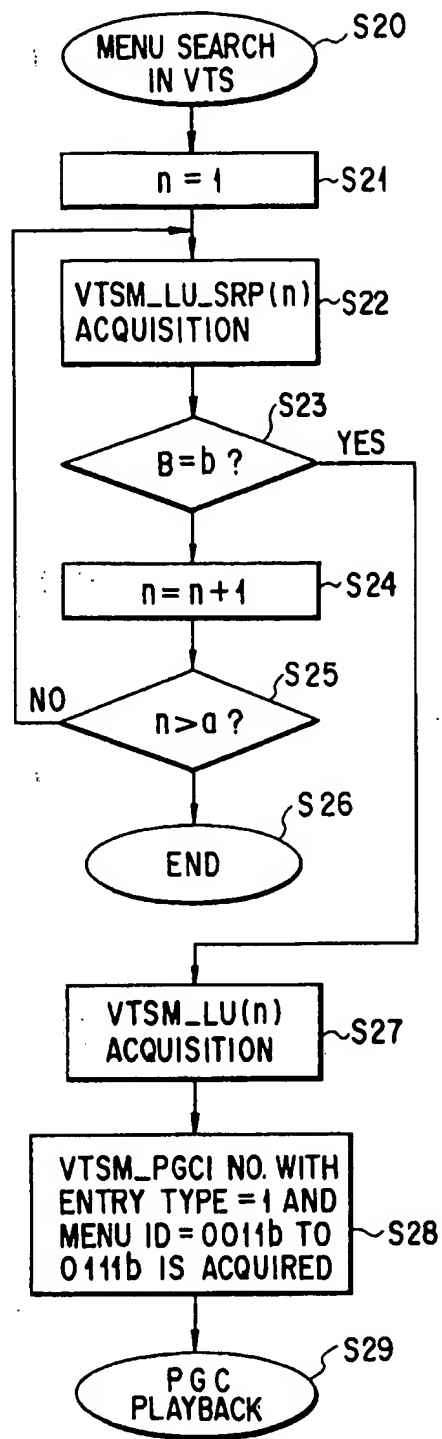 S20
MENU SEARCH
IN VTS
n = 1
S21
VTSM_LU_SRP(n)
ACQUISITION
S22
S23
B = b ?
YES
n = n + 1
S24
S25
NO
n > a ?
S26
END
VTSM_LU(n)
ACQUISITION
S27
VTSM_PGCI NO. WITH
ENTRY TYPE = 1 AND
MENU ID = 0011b TO
0111b IS ACQUIRED
S28
S29
PGC
PLAYBACK